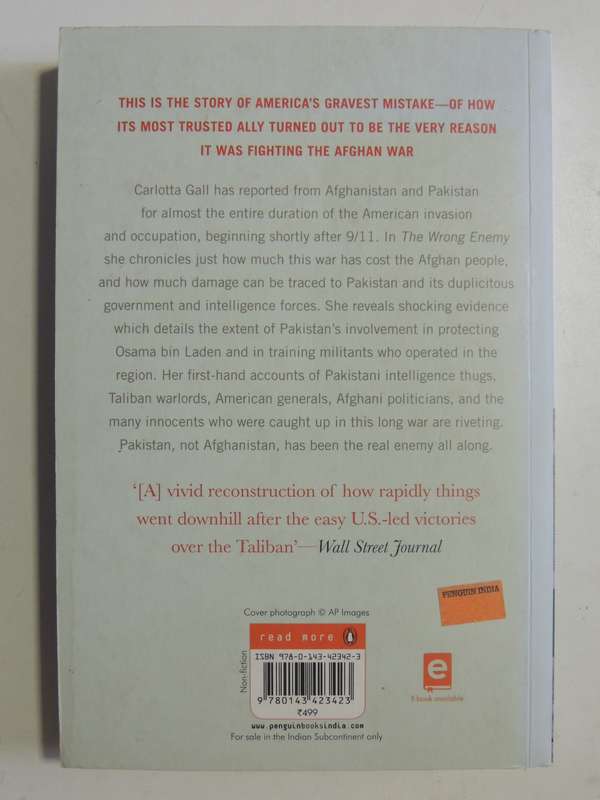 THIS IS THE STORY OF AMERICA'S GRAVEST MISTAKE—OF HOW
ITS MOST TRUSTED ALLY TURNED OUT TO BE THE VERY REASON
IT WAS FIGHTING THE AFGHAN WAR
Carlotta Gall has reported from Afghanistan and Pakistan
for almost the entire duration of the American invasion
and occupation, beginning shortly after 9/11. In The Wrong Enemy
she chronicles just how much this war has cost the Afghan people,
and how much damage can be traced to Pakistan and its duplicitous
government and intelligence forces. She reveals shocking evidence
which details the extent of Pakistan's involvement in protecting
Osama bin Laden and in training militants who operated in the
region. Her first-hand accounts of Pakistani intelligence thugs,
Taliban warlords, American generals, Afghani politicians, and the
many innocents who were caught up in this long war are riveting.
Pakistan, not Afghanistan, has been the real enemy all along.
'[A] vivid reconstruction of how rapidly things
went downhill after the easy U.S.-led victories
over the Taliban'—Wall Street Journal
PENGUIN INDIA
Cover photograph © AP Images
read more
Non-fiction
ISBN 978-0-143-42342-3
9 780143 423423
₹499
www.penguinbooksindia.com
For sale in the Indian Subcontinent only
e
E-book available